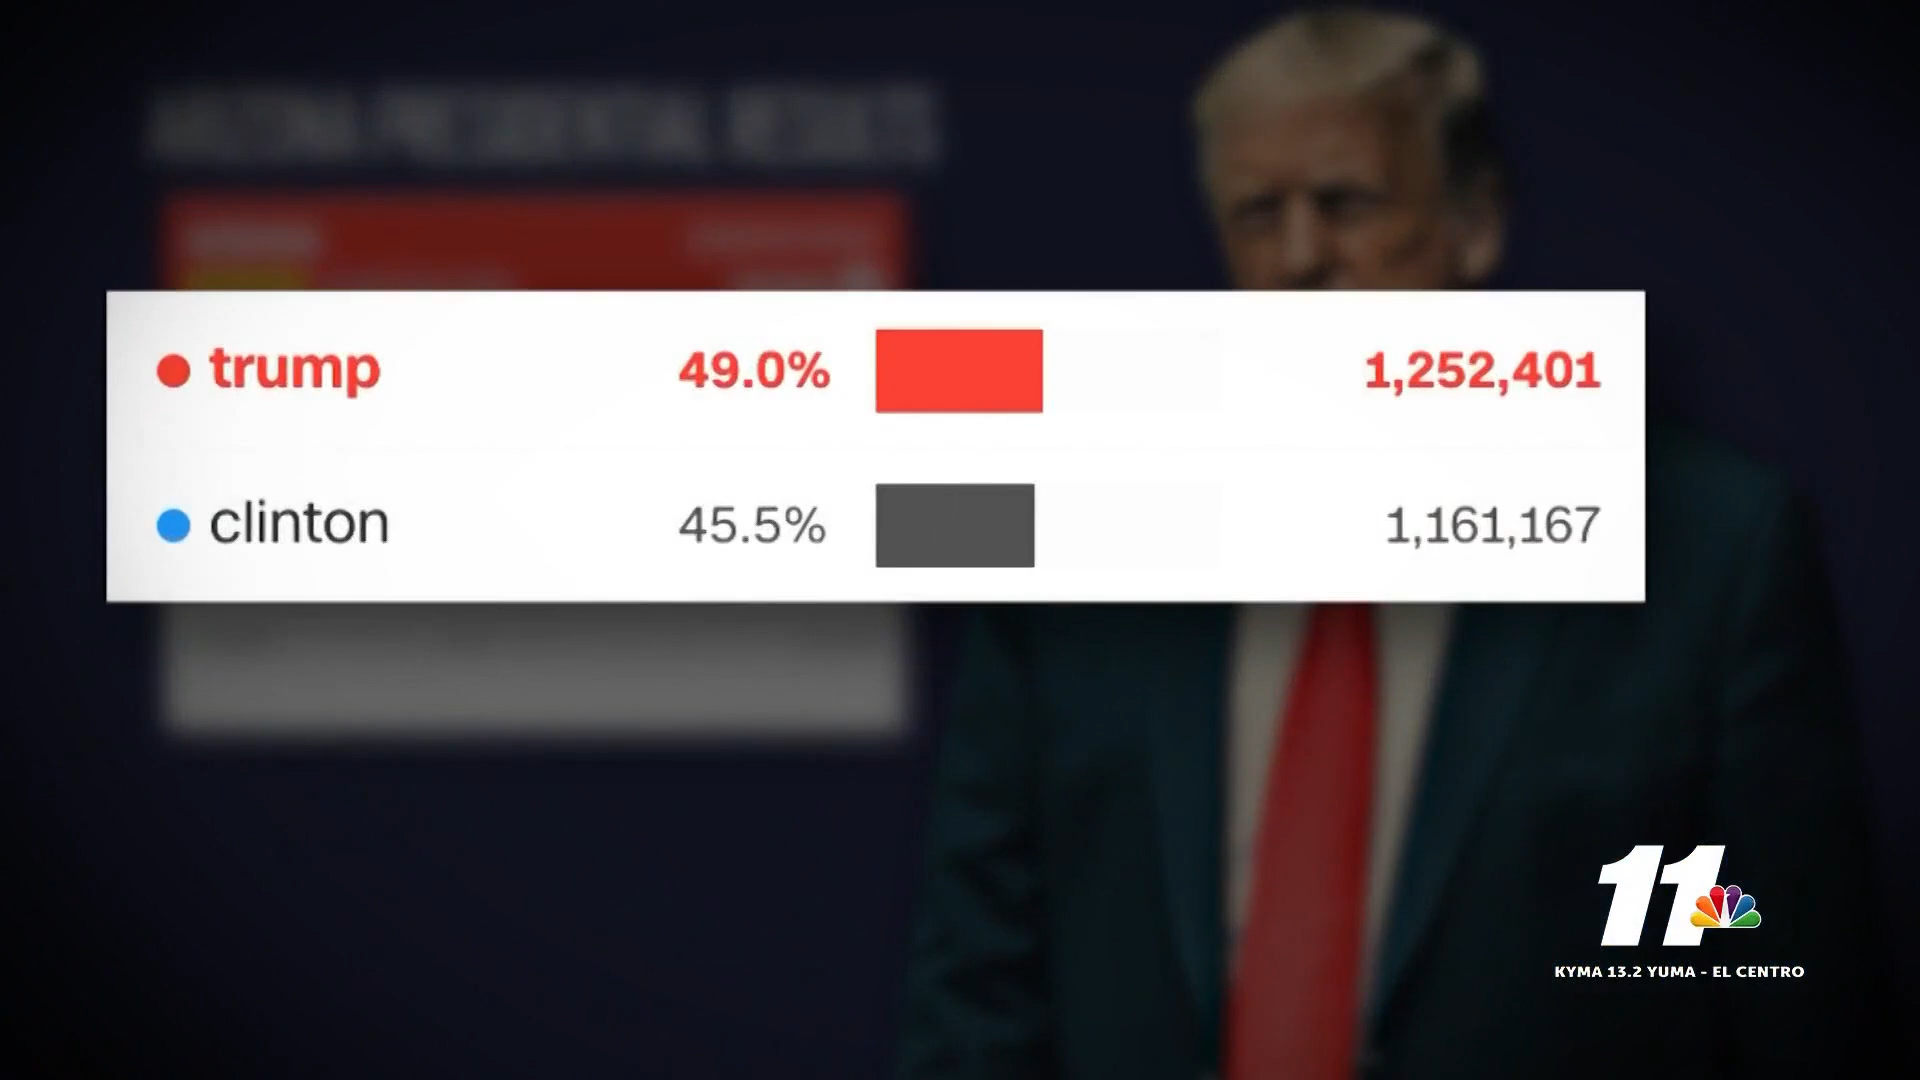 trump 49.0% 1,252,401
clinton 45.5% 1,161,167
11
KYMA 13.2 YUMA - EL CENTRO